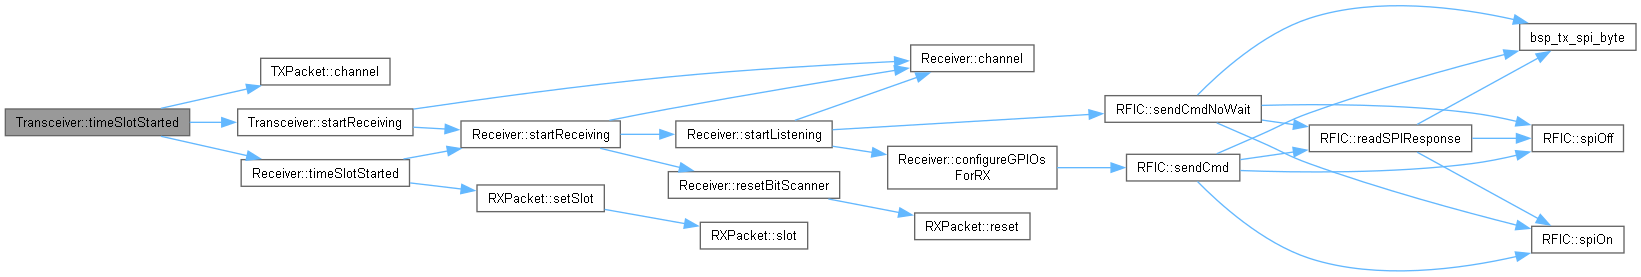 Transceiver::timeSlotStarted
TXPacket::channel
Transceiver::startReceiving
Receiver::timeSlotStarted
Receiver::startReceiving
RXPacket::setSlot
Receiver::startListening
Receiver::resetBitScanner
RXPacket::slot
Receiver::channel
Receiver::configureGPIOs
ForRX
RXPacket::reset
RFIC::sendCmdNoWait
RFIC::sendCmd
RFIC::readSPIResponse
bsp_tx_spi_byte
RFIC::spiOff
RFIC::spiOn